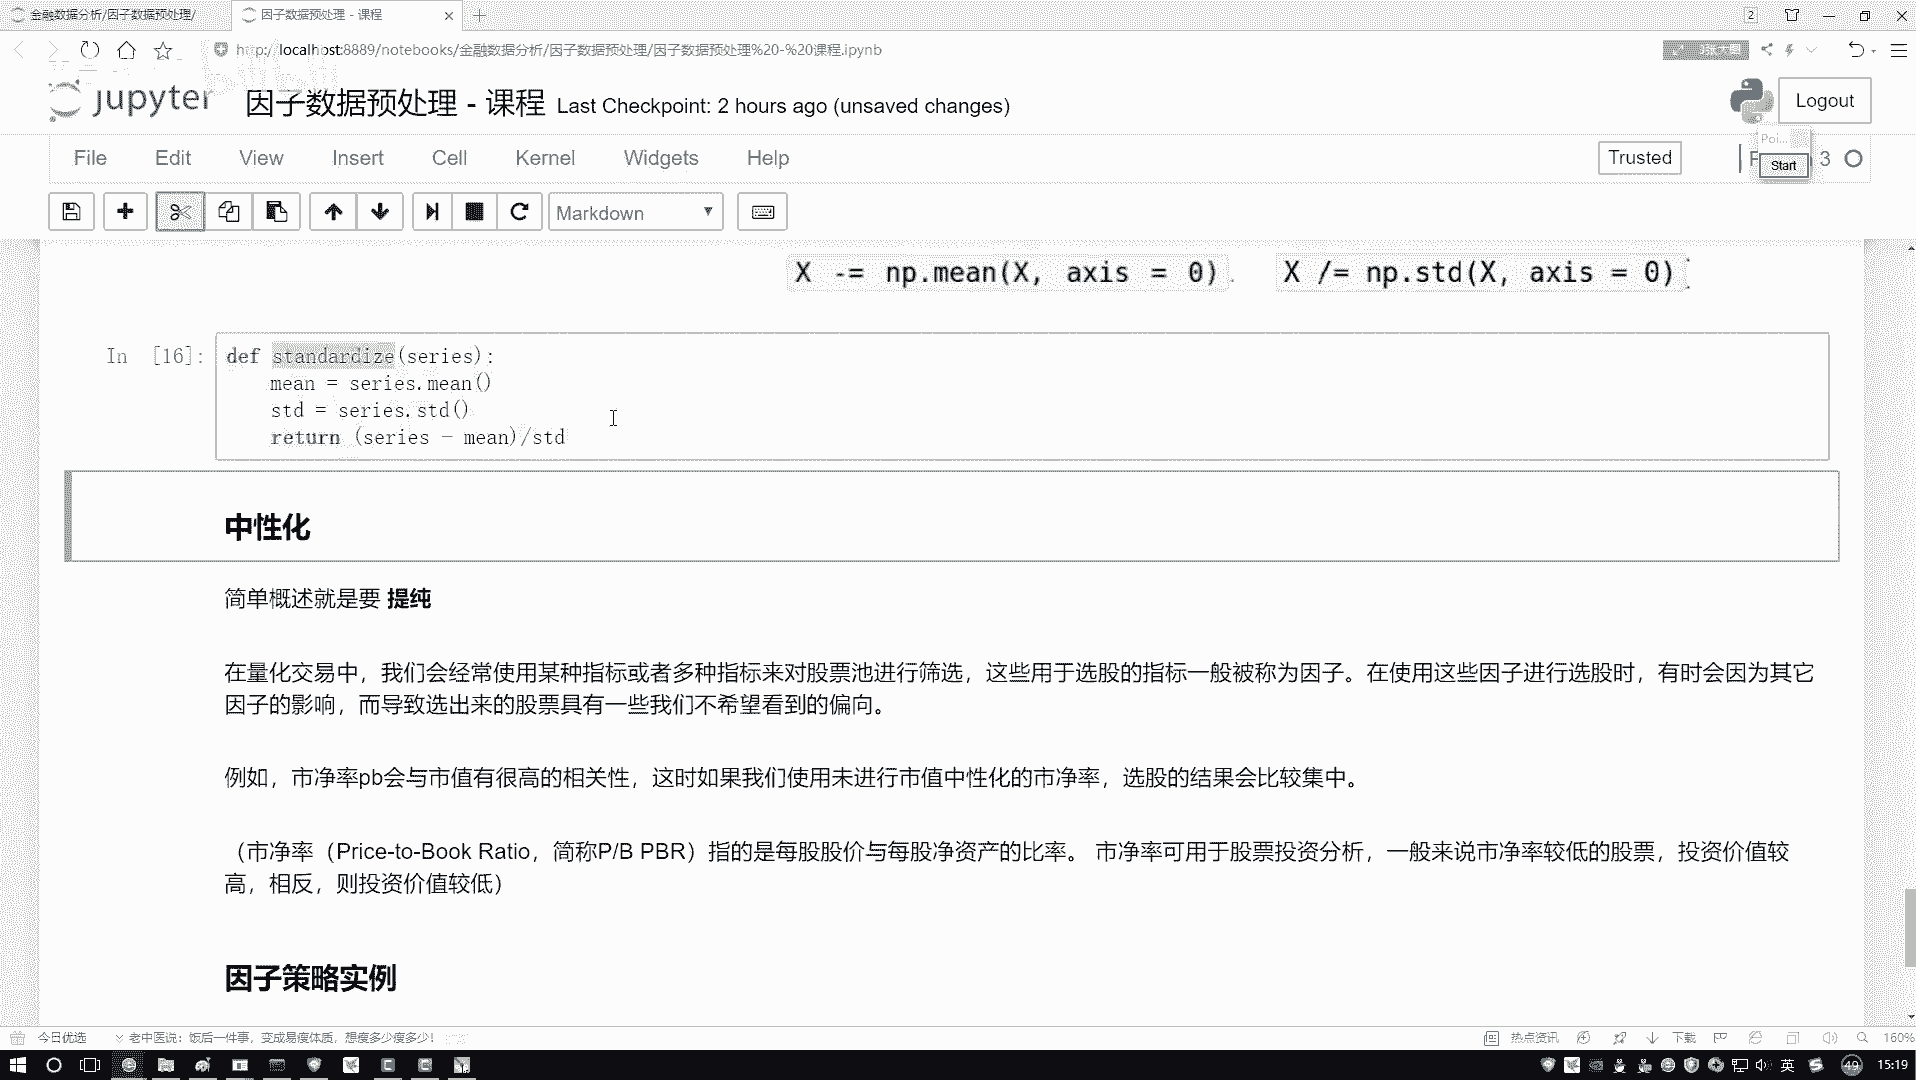 金融数据分析/因子数据预处理/
因子数据预处理 - 课程
2
http://localhost:8889/notebooks/金融数据分析/因子数据预处理/因子数据预处理%20-%20课程.ipynb
jupyter
因子数据预处理 - 课程 Last Checkpoint: 2 hours ago (unsaved changes)
Logout
File Edit View Insert Cell Kernel Widgets Help
Trusted
Poi...
Start
3
Markdown
X -= np.mean(X, axis = 0) X /= np.std(X, axis = 0)
In [16]:
def standardize(series):
mean = series.mean()
std = series.std()
return (series - mean)/std
中性化
简单概述就是要 提纯
在量化交易中，我们会经常使用某种指标或者多种指标来对股票池进行筛选，这些用于选股的指标一般被称为因子。在使用这些因子进行选股时，有时会因为其它
因子的影响，而导致选出来的股票具有一些我们不希望看到的偏向。
例如，市净率pb会与市值有很高的相关性，这时如果我们使用未进行市值中性化的市净率，选股的结果会比较集中。
（市净率（Price-to-Book Ratio，简称P/B PBR）指的是每股股价与每股净资产的比率。 市净率可用于股票投资分析，一般来说市净率较低的股票，投资价值较
高，相反，则投资价值较低）
因子策略实例
今日优选
老中医说：饭后一件事，变成易瘦体质，想瘦多少瘦多少！
热点资讯
下载
160%
英
49
15:19